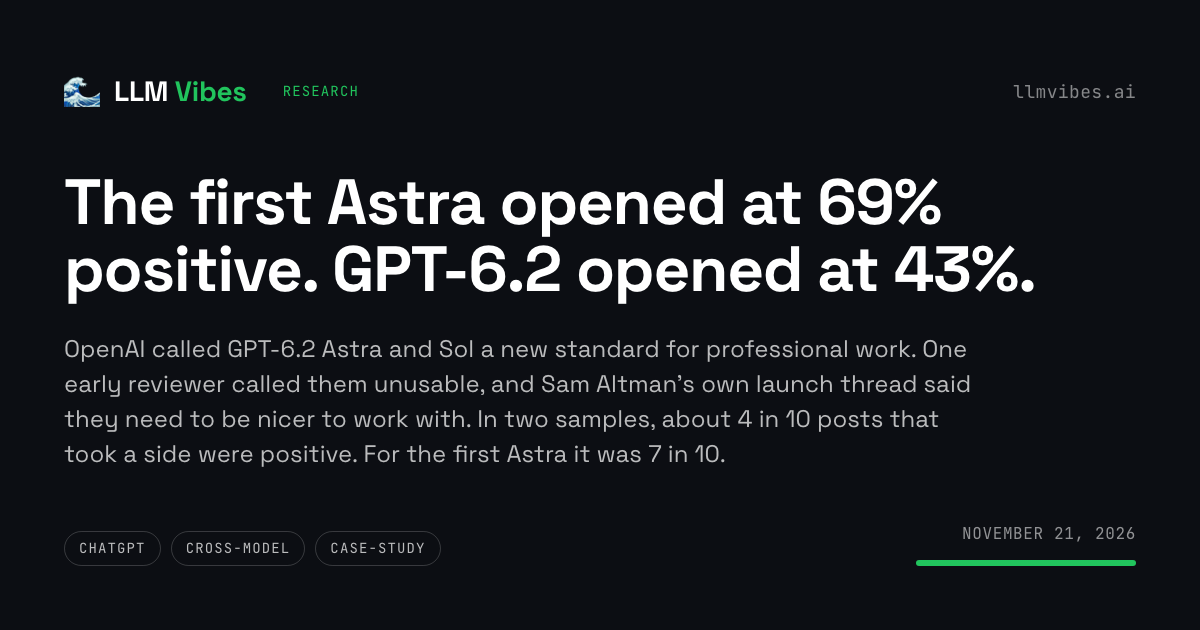 LLM Vibes
RESEARCH
llmvibes.ai
The first Astra opened at 69%
positive. GPT-6.2 opened at 43%.
OpenAI called GPT-6.2 Astra and Sol a new standard for professional work. One
early reviewer called them unusable, and Sam Altman’s own launch thread said
they need to be nicer to work with. In two samples, about 4 in 10 posts that
took a side were positive. For the first Astra it was 7 in 10.
CHATGPT
CROSS-MODEL
CASE-STUDY
NOVEMBER 21, 2026